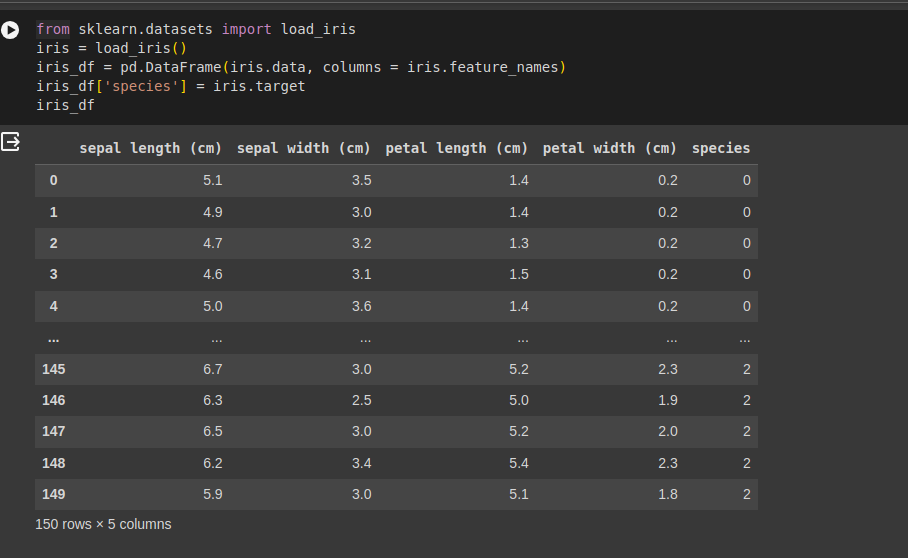 from sklearn.datasets import load_iris
iris = load_iris()
iris_df = pd.DataFrame(iris.data, columns = iris.feature_names)
iris_df['species'] = iris.target
iris_df
sepal length (cm) sepal width (cm) petal length (cm) petal width (cm) species
0 5.1 3.5 1.4 0.2 0
1 4.9 3.0 1.4 0.2 0
2 4.7 3.2 1.3 0.2 0
3 4.6 3.1 1.5 0.2 0
4 5.0 3.6 1.4 0.2 0
... ... ... ... ... ...
145 6.7 3.0 5.2 2.3 2
146 6.3 2.5 5.0 1.9 2
147 6.5 3.0 5.2 2.0 2
148 6.2 3.4 5.4 2.3 2
149 5.9 3.0 5.1 1.8 2
150 rows × 5 columns